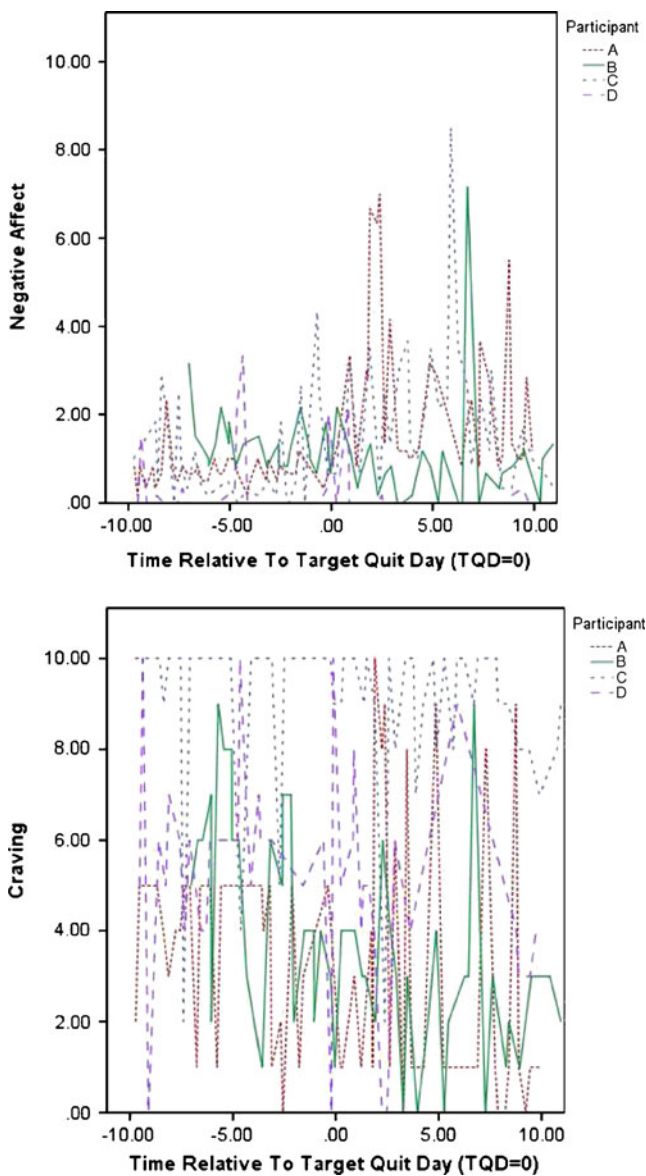 Participant
A
B
C
D
10.00
8.00
6.00
4.00
2.00
.00
Negative Affect
-10.00 -5.00 .00 5.00 10.00
Time Relative To Target Quit Day (TQD=0)
Participant
A
B
C
D
10.00
8.00
6.00
4.00
2.00
.00
Craving
-10.00 -5.00 .00 5.00 10.00
Time Relative To Target Quit Day (TQD=0)